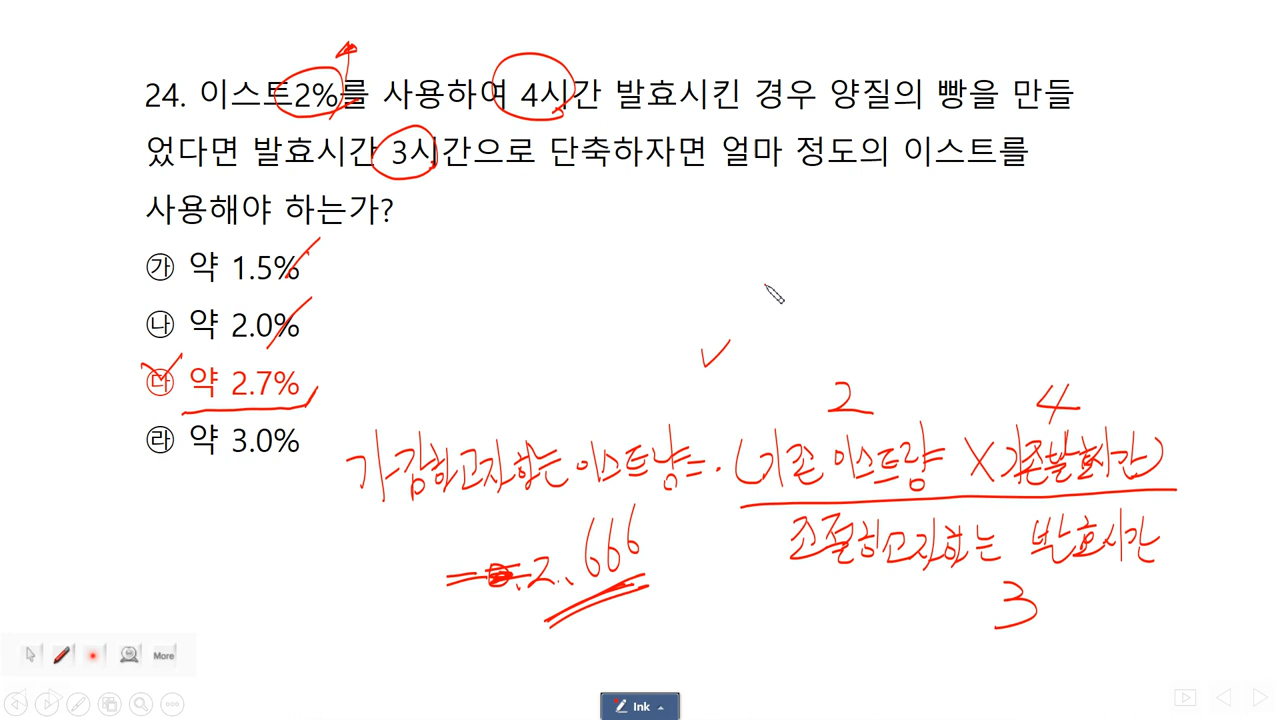 24. 이스트2%를 사용하여 4시간 발효시킨 경우 양질의 빵을 만들
었다면 발효시간 3시간으로 단축하자면 얼마 정도의 이스트를
사용해야 하는가?
㉮ 약 1.5%
㉯ 약 2.0%
㉰ 약 2.7%
㉱ 약 3.0%
2 4
가감하고자하는 이스트량=. (기존 이스트량 X 기존발효시간)
조절하고자하는 발효시간
3
= 2.666
More
Ink